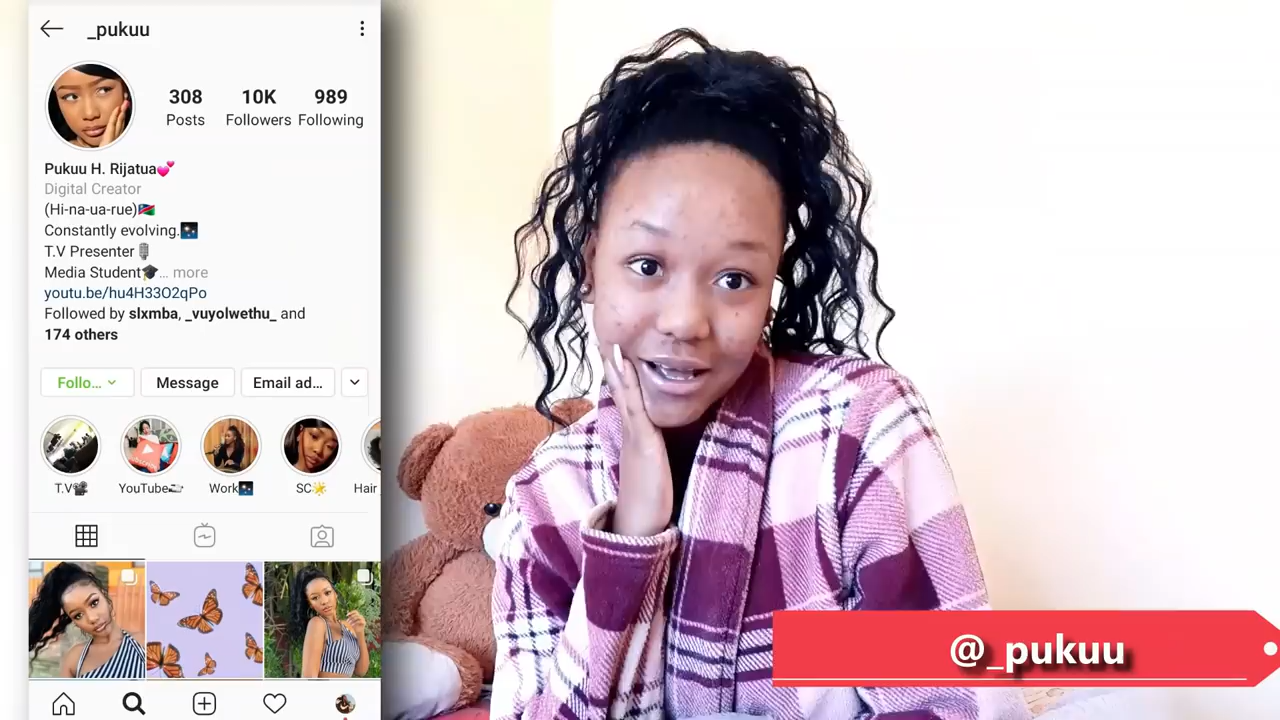 _pukuu
308 10K 989
Posts Followers Following
Pukuu H. Rijatua💕
Digital Creator
(Hi-na-ua-rue)🇳🇦
Constantly evolving.🌌
T.V Presenter🎙
Media Student🎓... more
youtu.be/hu4H33O2qPo
Followed by slxmba, _vuyolwethu_ and
174 others
Follo... Message Email ad...
T.V📽 YouTube Work🌌 SC☀ Hair
@_pukuu